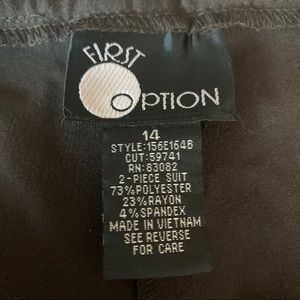 FIRST
OPTION
14
STYLE:156E164B
CUT:59741
RN:83082
2-PIECE SUIT
73%POLYESTER
23%RAYON
4%SPANDEX
MADE IN VIETNAM
SEE REVERSE
FOR CARE